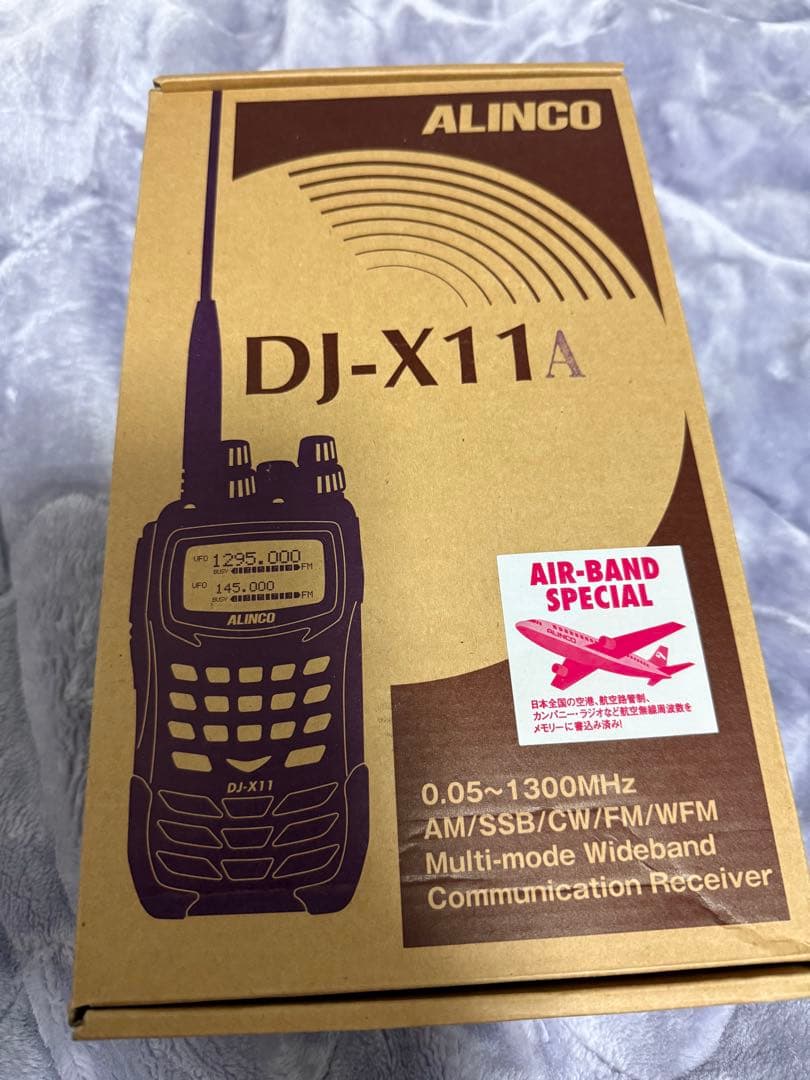 ALINCO
DJ-X11A
VFO 1295.000
BUSY FM
VFO 145.000
BUSY FM
ALINCO
DJ-X11
AIR-BAND
SPECIAL
ALINCO
日本全国の空港、航空路管制、
カンパニー・ラジオなど航空無線周波数を
メモリーに書込み済み!
0.05~1300MHz
AM/SSB/CW/FM/WFM
Multi-mode Wideband
Communication Receiver